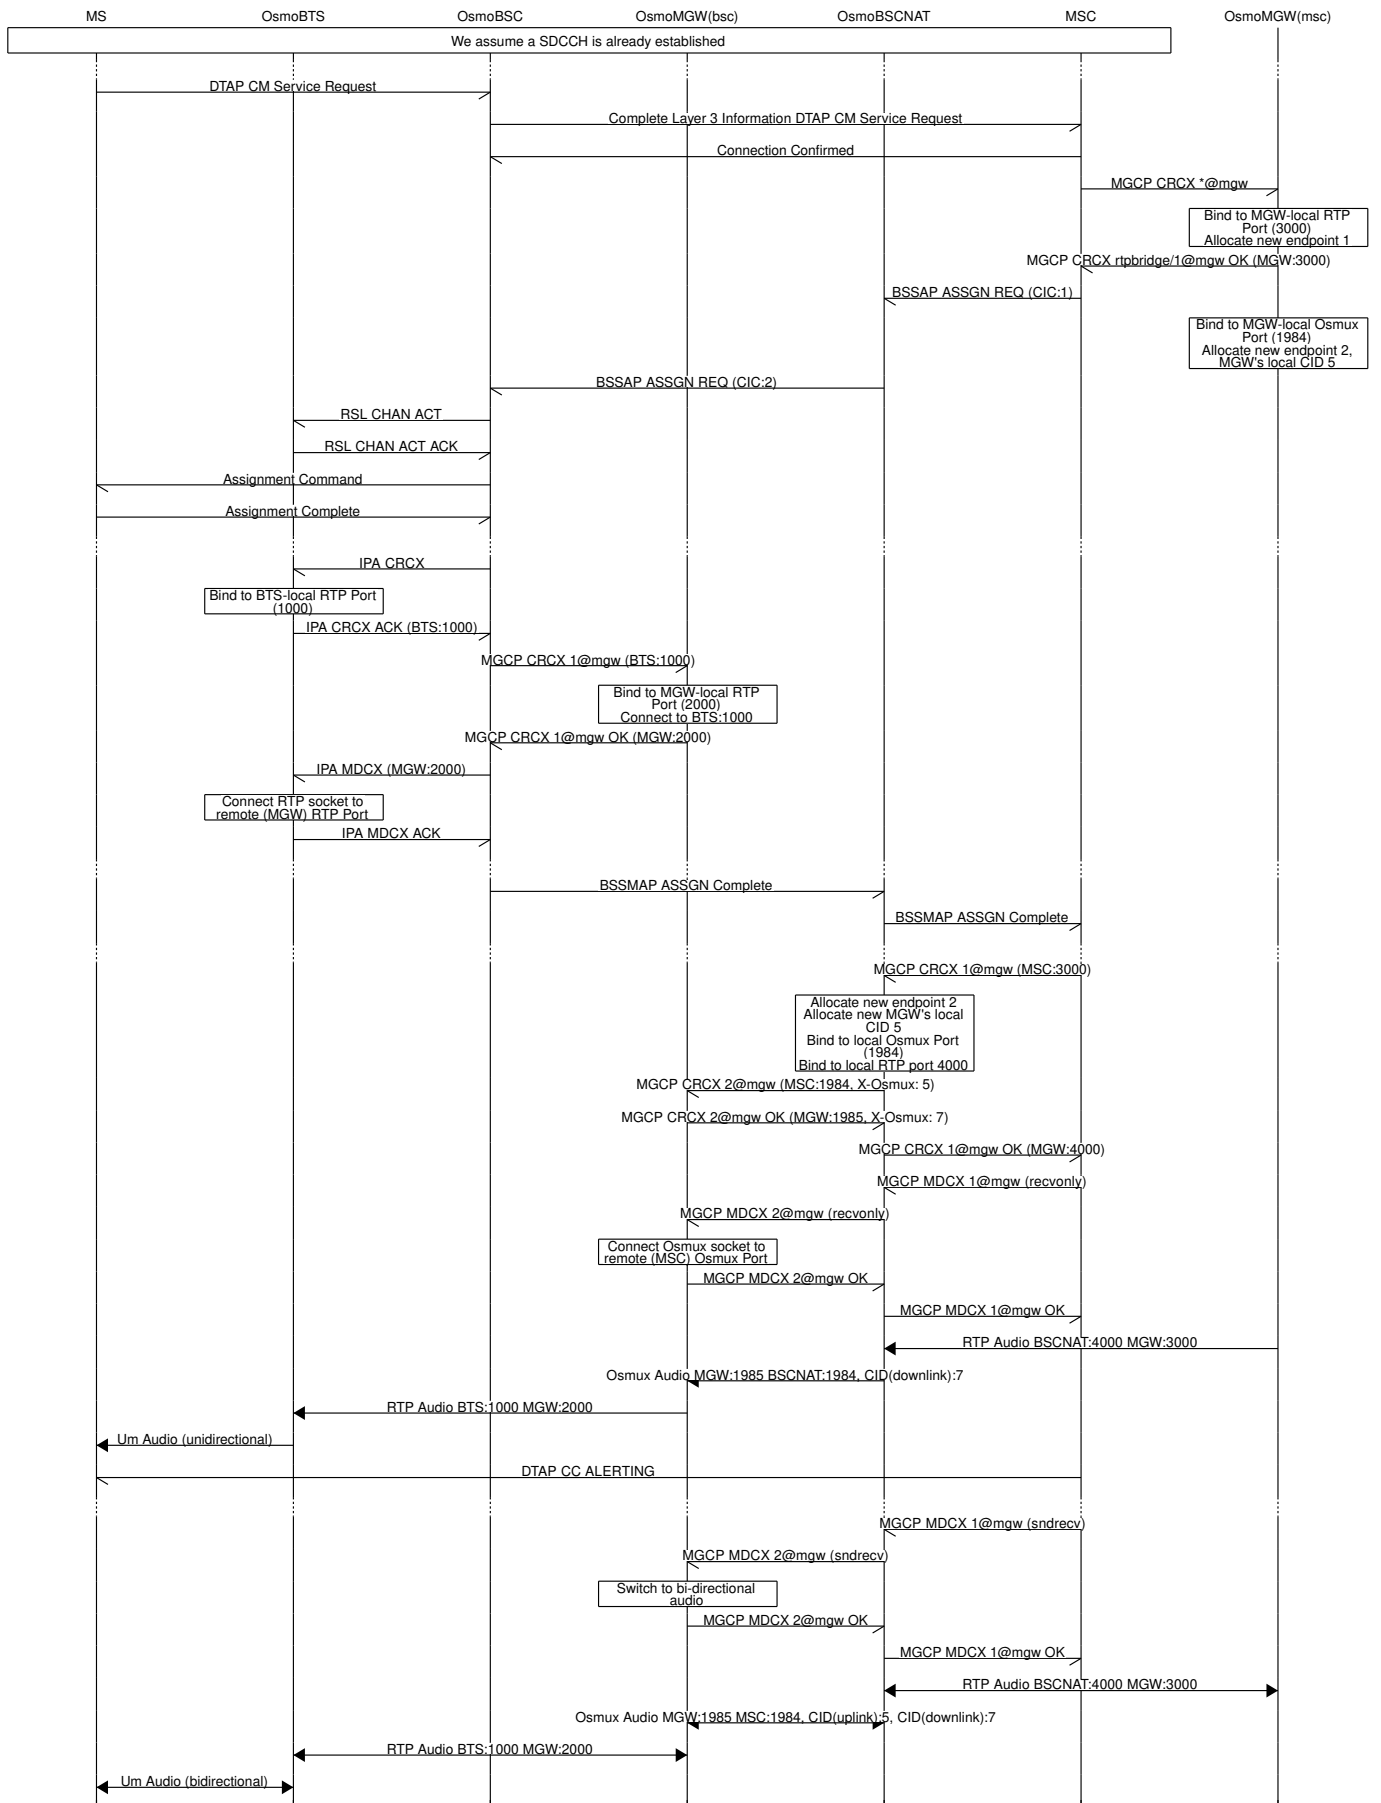 MS OsmoBTS OsmoBSC OsmoMGW(bsc) OsmoBSCNAT MSC OsmoMGW(msc)
We assume a SDCCH is already established
DTAP CM Service Request
Complete Layer 3 Information DTAP CM Service Request
Connection Confirmed
MGCP CRCX *@mgw
Bind to MGW-local RTP
Port (3000)
Allocate new endpoint 1
MGCP CRCX rtpbridge/1@mgw OK (MGW:3000)
BSSAP ASSGN REQ (CIC:1)
Bind to MGW-local Osmux
Port (1984)
Allocate new endpoint 2,
MGW's local CID 5
BSSAP ASSGN REQ (CIC:2)
RSL CHAN ACT
RSL CHAN ACT ACK
Assignment Command
Assignment Complete
IPA CRCX
Bind to BTS-local RTP Port
(1000)
IPA CRCX ACK (BTS:1000)
MGCP CRCX 1@mgw (BTS:1000)
Bind to MGW-local RTP
Port (2000)
Connect to BTS:1000
MGCP CRCX 1@mgw OK (MGW:2000)
IPA MDCX (MGW:2000)
Connect RTP socket to
remote (MGW) RTP Port
IPA MDCX ACK
BSSMAP ASSGN Complete
BSSMAP ASSGN Complete
MGCP CRCX 1@mgw (MSC:3000)
Allocate new endpoint 2
Allocate new MGW's local
CID 5
Bind to local Osmux Port
(1984)
Bind to local RTP port 4000
MGCP CRCX 2@mgw (MSC:1984, X-Osmux: 5)
MGCP CRCX 2@mgw OK (MGW:1985, X-Osmux: 7)
MGCP CRCX 1@mgw OK (MGW:4000)
MGCP MDCX 1@mgw (recvonly)
MGCP MDCX 2@mgw (recvonly)
Connect Osmux socket to
remote (MSC) Osmux Port
MGCP MDCX 2@mgw OK
MGCP MDCX 1@mgw OK
RTP Audio BSCNAT:4000 MGW:3000
Osmux Audio MGW:1985 BSCNAT:1984, CID(downlink):7
RTP Audio BTS:1000 MGW:2000
Um Audio (unidirectional)
DTAP CC ALERTING
MGCP MDCX 1@mgw (sndrecv)
MGCP MDCX 2@mgw (sndrecv)
Switch to bi-directional
audio
MGCP MDCX 2@mgw OK
MGCP MDCX 1@mgw OK
RTP Audio BSCNAT:4000 MGW:3000
Osmux Audio MGW:1985 MSC:1984, CID(uplink):5, CID(downlink):7
RTP Audio BTS:1000 MGW:2000
Um Audio (bidirectional)